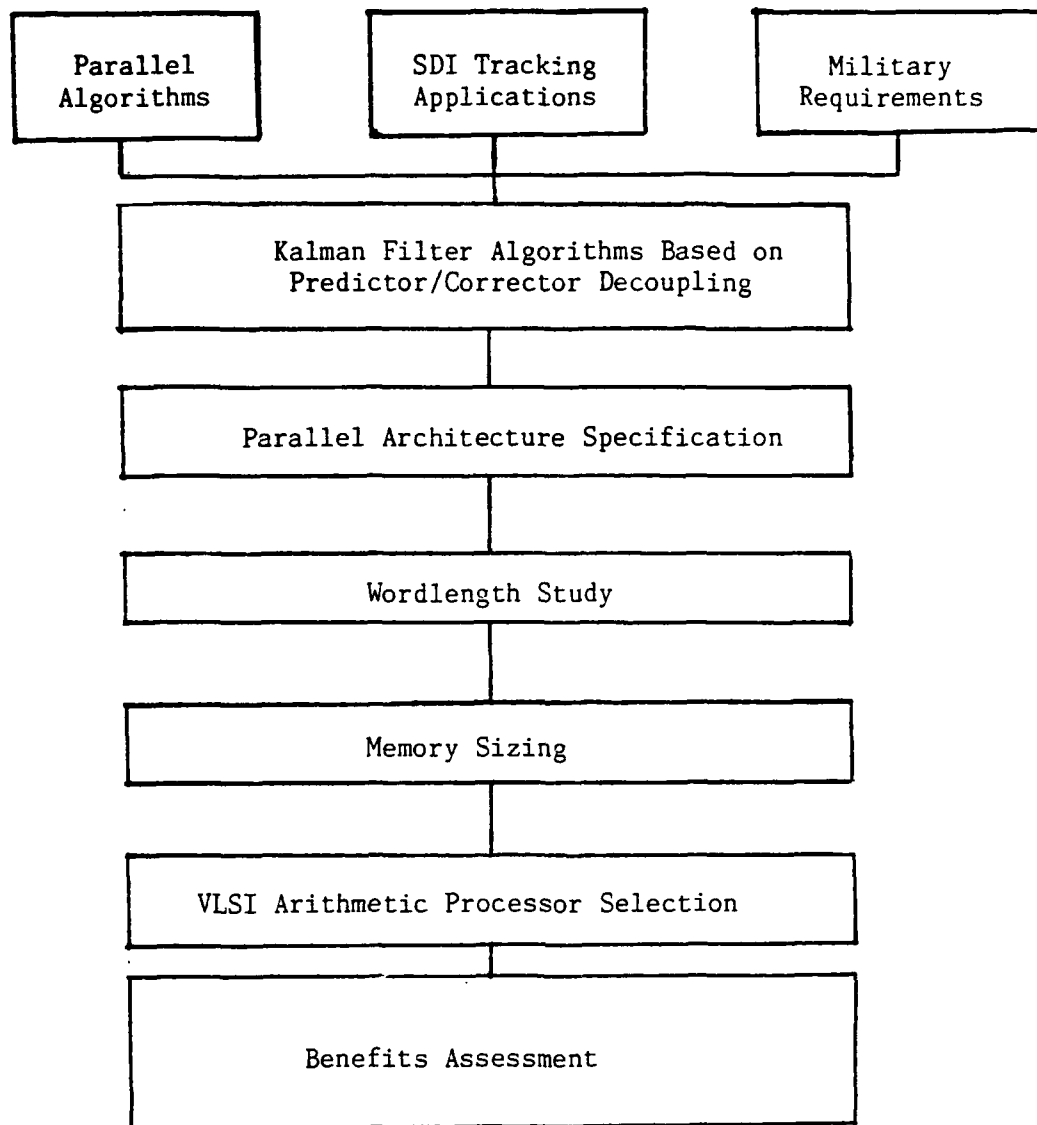 Parallel
Algorithms
SDI Tracking
Applications
Military
Requirements
Kalman Filter Algorithms Based on
Predictor/Corrector Decoupling
Parallel Architecture Specification
Wordlength Study
Memory Sizing
VLSI Arithmetic Processor Selection
Benefits Assessment